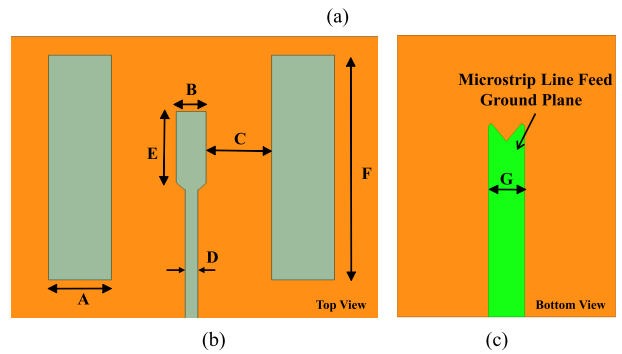 (a)
B
C
E
F
D
A
Top View
Microstrip Line Feed
Ground Plane
G
Bottom View
(b)
(c)